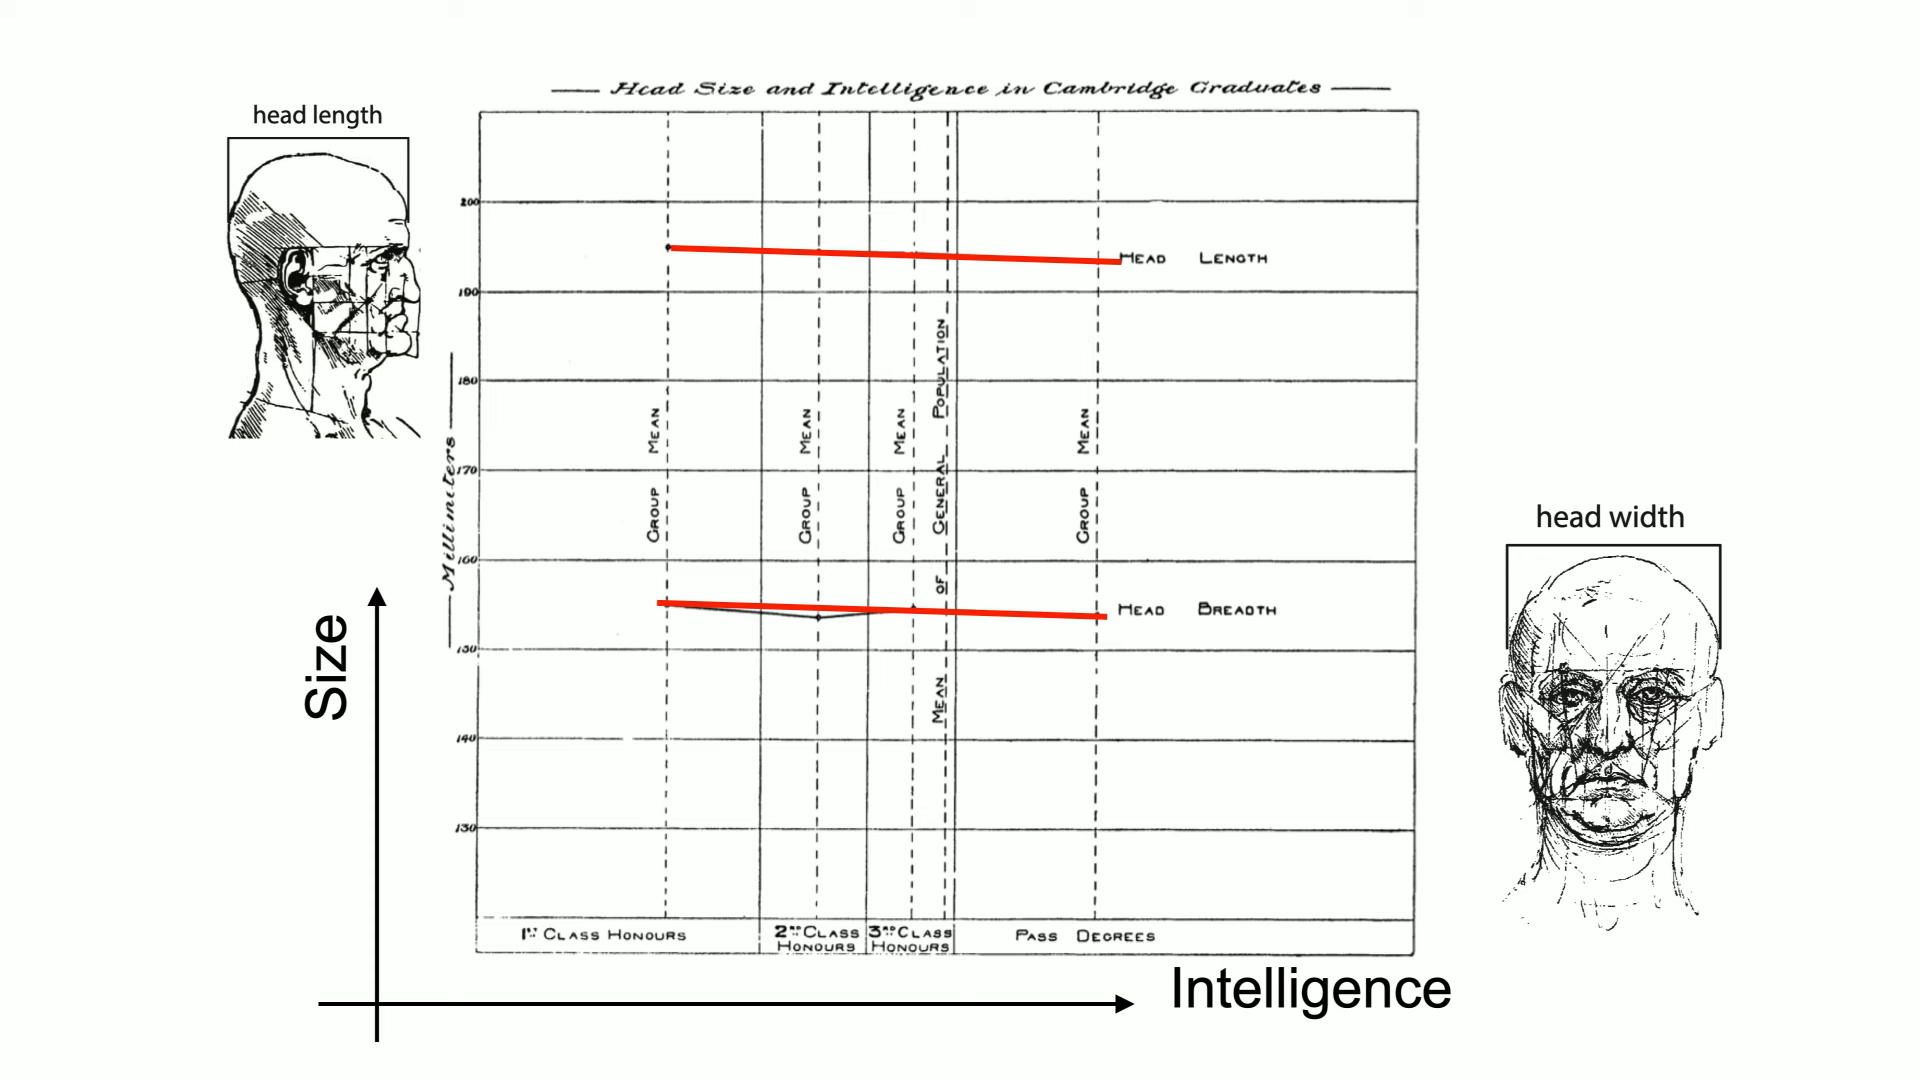 Head Size and Intelligence in Cambridge Graduates
head length
200
HEAD LENGTH
190
180
170
160
HEAD BREADTH
150
140
130
Millimeters
GROUP MEAN
GROUP MEAN
GROUP MEAN
MEAN OF GENERAL POPULATION
GROUP MEAN
head width
Size
1ST CLASS HONOURS
2ND CLASS
HONOURS
3RD CLASS
HONOURS
PASS DEGREES
Intelligence